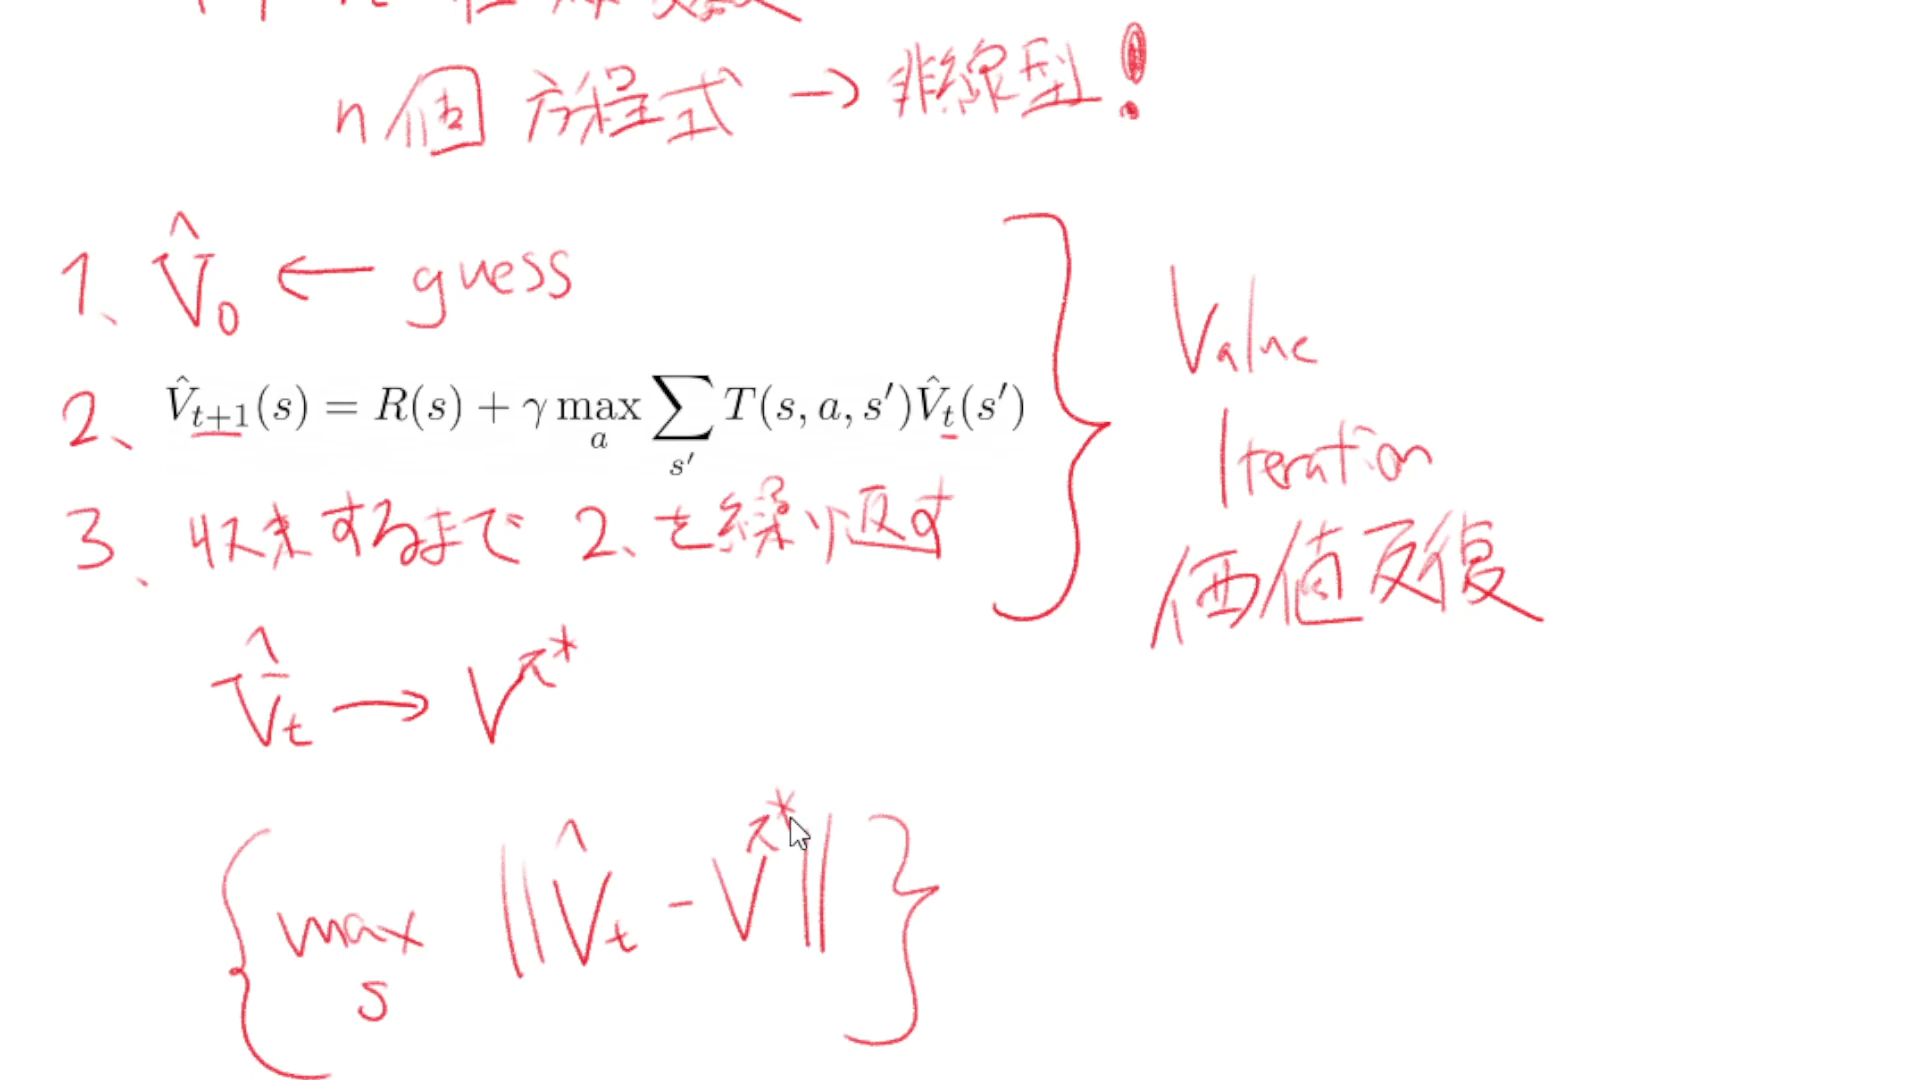 n個 方程式 → 非線型!
1、 V̂₀ ← guess
2、 V̂ₜ₊₁(s) = R(s) + γ max_a ∑_s′ T(s, a, s′)V̂ₜ(s′)
3、 収束するまで 2、を繰り返す
Value
Iteration
価値反復
V̂ₜ → V^π*
{ max_s ||V̂ₜ - V^π*|| }